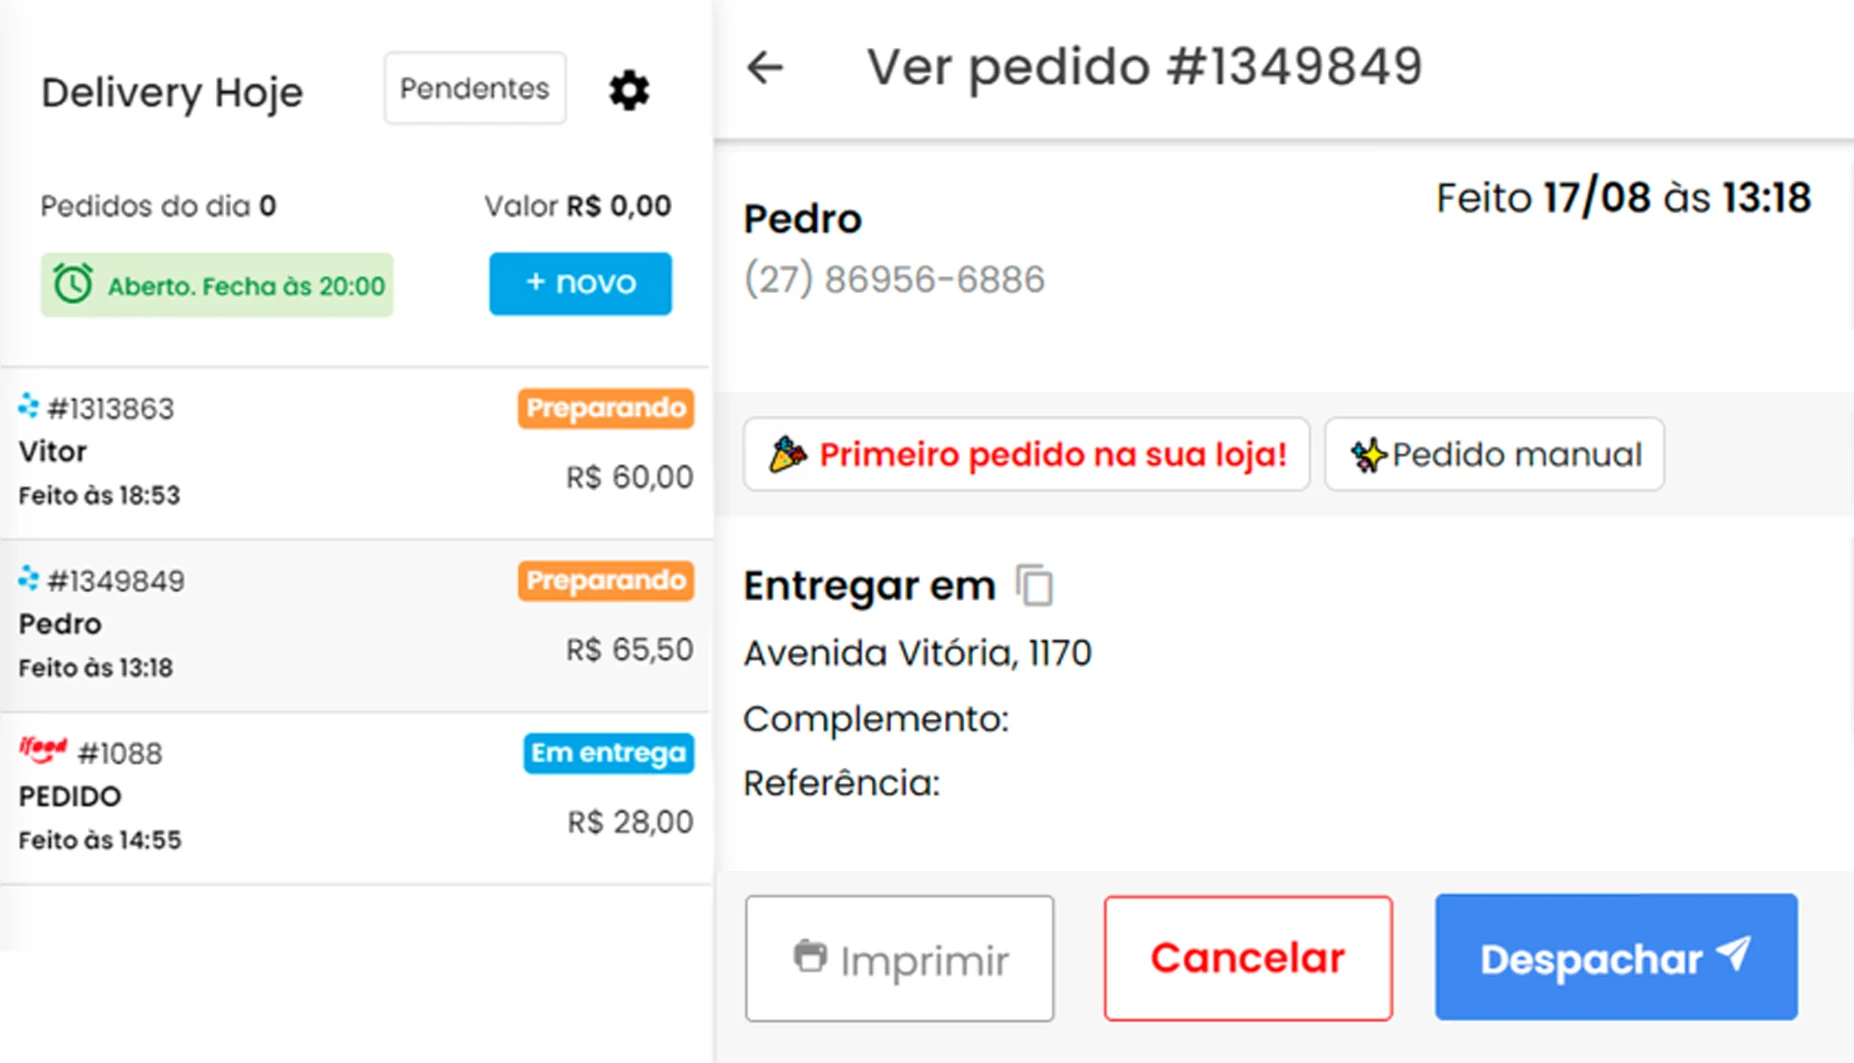 Delivery Hoje
Pendentes
Pedidos do dia 0
Valor R$ 0,00
Aberto. Fecha às 20:00
+ novo
#1313863
Preparando
Vitor
R$ 60,00
Feito às 18:53
#1349849
Preparando
Pedro
R$ 65,50
Feito às 13:18
ifood #1088
Em entrega
PEDIDO
R$ 28,00
Feito às 14:55
Ver pedido #1349849
Pedro
Feito 17/08 às 13:18
(27) 86956-6886
Primeiro pedido na sua loja!
Pedido manual
Entregar em
Avenida Vitória, 1170
Complemento:
Referência:
Imprimir
Cancelar
Despachar